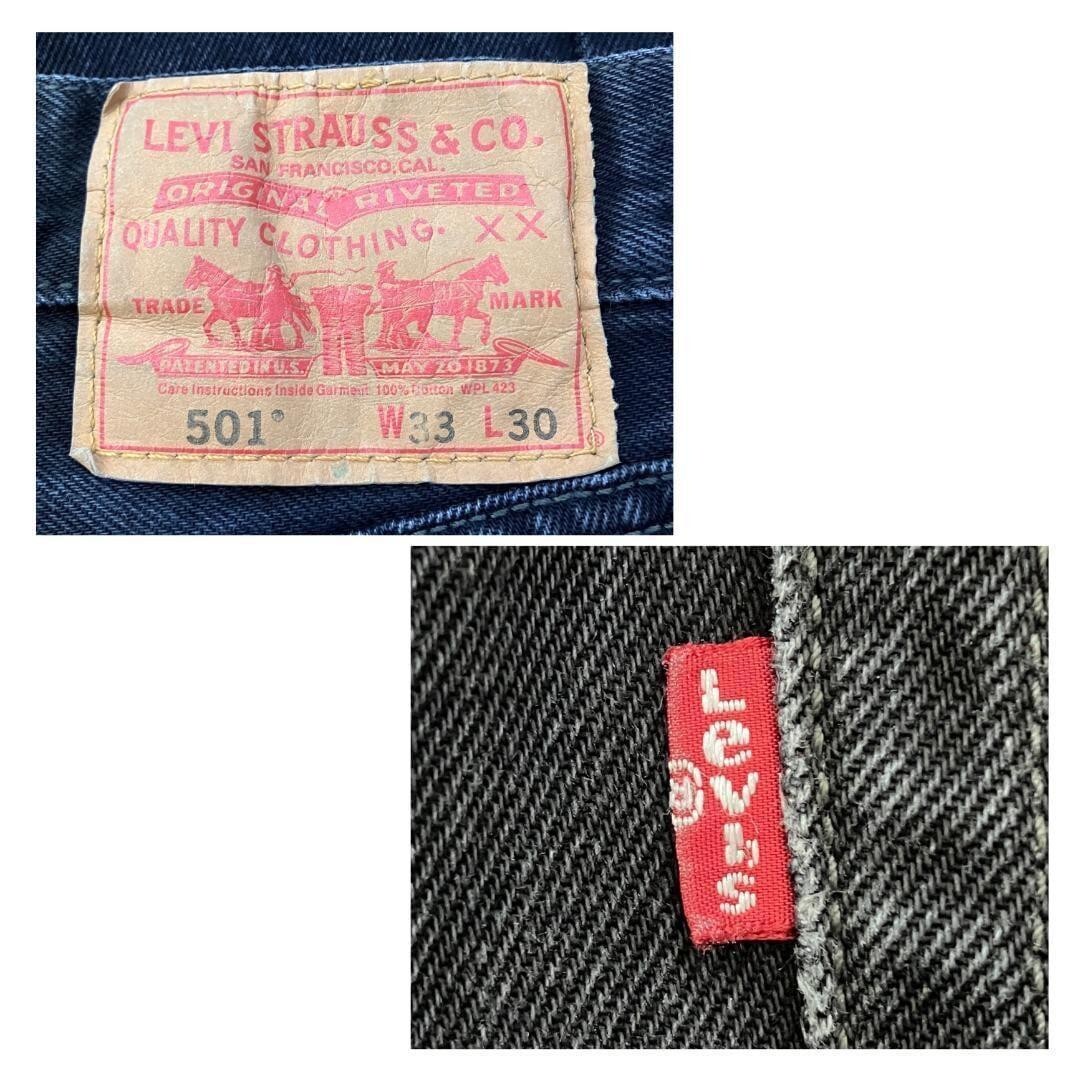 LEVI STRAUSS & CO.
SAN FRANCISCO, CAL.
ORIGINAL RIVETED
QUALITY CLOTHING. XX
TRADE MARK
PATENTED IN U.S. MAY 20 1873
Care Instructions Inside Garment 100% Cotton WPL 423
501® W33 L30
®
LEVI'S
®